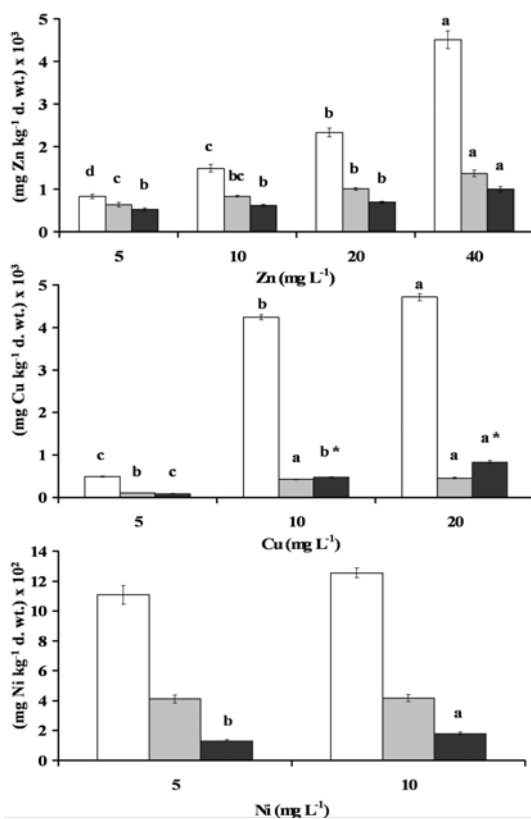 (mg Zn kg⁻¹ d. wt.) x 10³
5
4
3
2
1
0
d c b
c bc b
b b b
a a a
5 10 20 40
Zn (mg L⁻¹)
(mg Cu kg⁻¹ d. wt.) x 10³
5
4
3
2
1
0
c b c
b a b *
a a a *
5 10 20
Cu (mg L⁻¹)
(mg Ni kg⁻¹ d. wt.) x 10²
14
12
10
8
6
4
2
0
b a
5 10
Ni (mg L⁻¹)